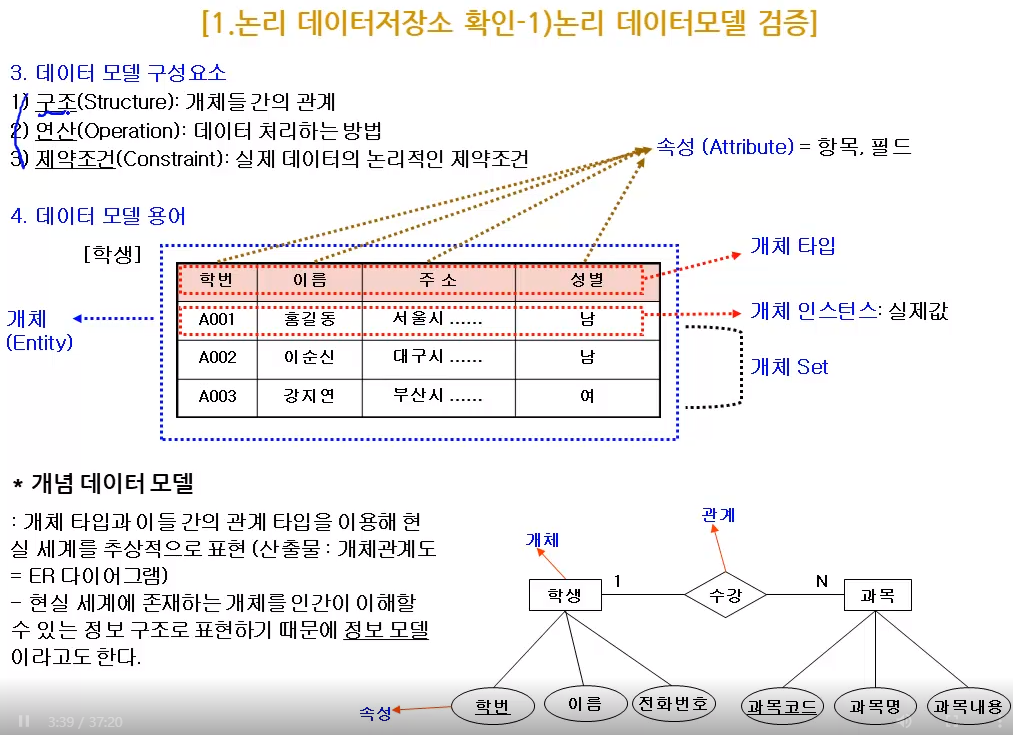 [1.논리 데이터저장소 확인-1)논리 데이터모델 검증]
3. 데이터 모델 구성요소
1) 구조(Structure): 개체들 간의 관계
2) 연산(Operation): 데이터 처리하는 방법
3) 제약조건(Constraint): 실제 데이터의 논리적인 제약조건
속성 (Attribute) = 항목, 필드
4. 데이터 모델 용어
[학생]
개체 타입
학번 이름 주 소 성별
개체 인스턴스: 실제값
A001 홍길동 서울시 ...... 남
개체
(Entity)
A002 이순신 대구시 ...... 남
개체 Set
A003 강지연 부산시 ...... 여
* 개념 데이터 모델
: 개체 타입과 이들 간의 관계 타입을 이용해 현
실 세계를 추상적으로 표현 (산출물 : 개체관계도
= ER 다이어그램)
- 현실 세계에 존재하는 개체를 인간이 이해할
수 있는 정보 구조로 표현하기 때문에 정보 모델
이라고도 한다.
관계
개체
학생 1 수강 N 과목
속성
학번 이름 전화번호 과목코드 과목명 과목내용
3:39 / 37:20